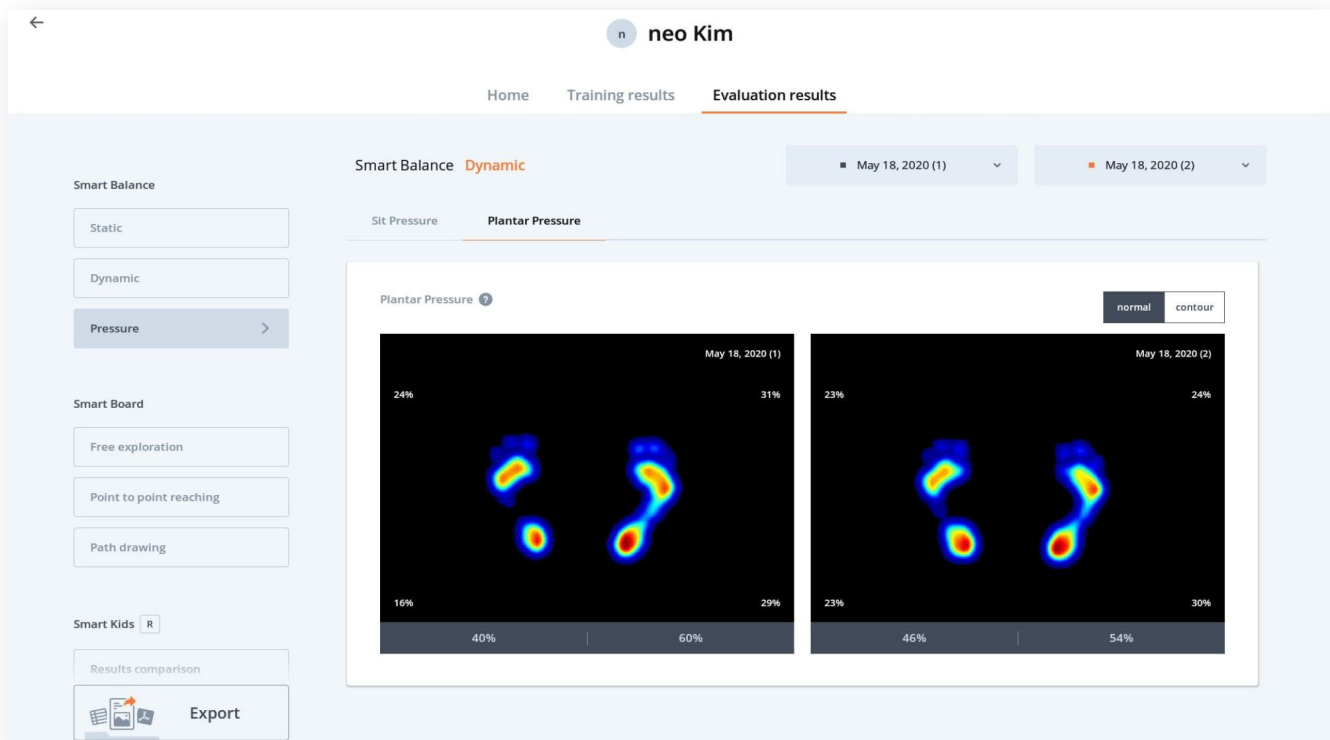 n neo Kim
Home Training results Evaluation results
Smart Balance
Static
Dynamic
Pressure
Smart Board
Free exploration
Point to point reaching
Path drawing
Smart Kids R
Results comparison
Export
Smart Balance Dynamic
May 18, 2020 (1)
May 18, 2020 (2)
Sit Pressure Plantar Pressure
Plantar Pressure ?
normal contour
May 18, 2020 (1)
24% 31%
16% 29%
40% 60%
May 18, 2020 (2)
23% 24%
23% 30%
46% 54%